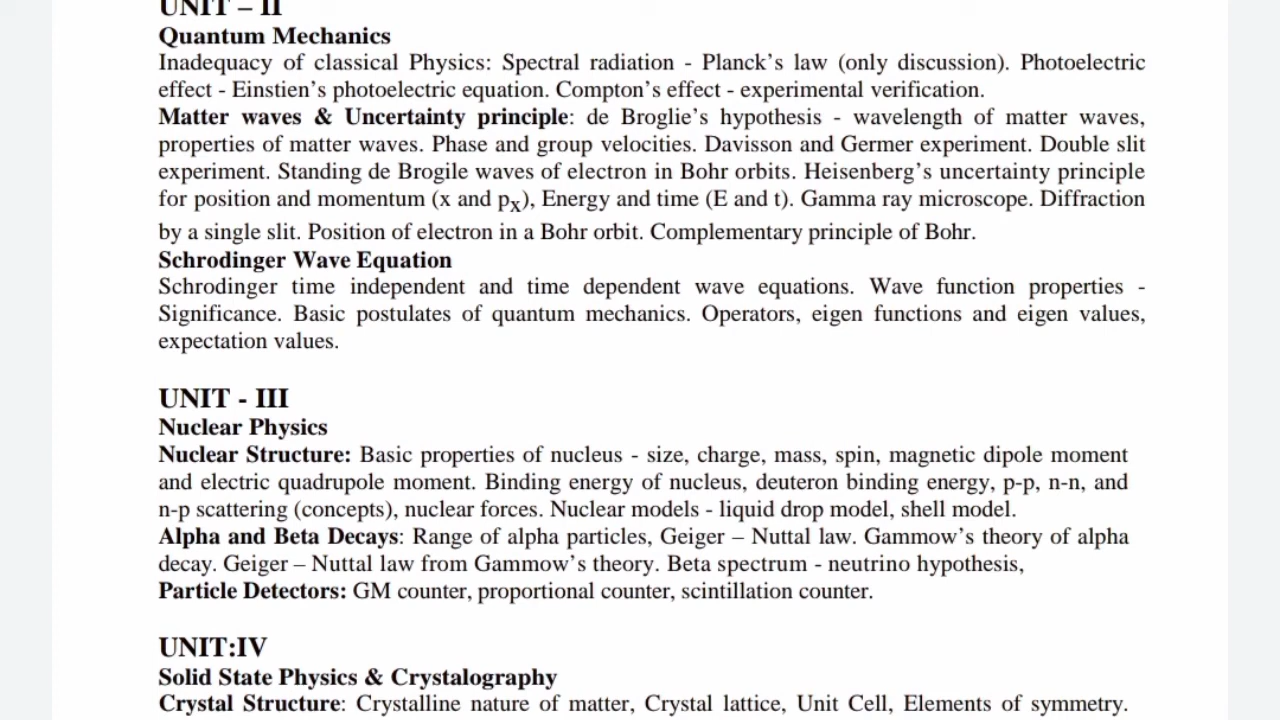 UNIT – II
Quantum Mechanics
Inadequacy of classical Physics: Spectral radiation - Planck's law (only discussion). Photoelectric
effect - Einstien's photoelectric equation. Compton's effect - experimental verification.
Matter waves & Uncertainty principle: de Broglie's hypothesis - wavelength of matter waves,
properties of matter waves. Phase and group velocities. Davisson and Germer experiment. Double slit
experiment. Standing de Brogile waves of electron in Bohr orbits. Heisenberg's uncertainty principle
for position and momentum (x and px), Energy and time (E and t). Gamma ray microscope. Diffraction
by a single slit. Position of electron in a Bohr orbit. Complementary principle of Bohr.
Schrodinger Wave Equation
Schrodinger time independent and time dependent wave equations. Wave function properties -
Significance. Basic postulates of quantum mechanics. Operators, eigen functions and eigen values,
expectation values.
UNIT - III
Nuclear Physics
Nuclear Structure: Basic properties of nucleus - size, charge, mass, spin, magnetic dipole moment
and electric quadrupole moment. Binding energy of nucleus, deuteron binding energy, p-p, n-n, and
n-p scattering (concepts), nuclear forces. Nuclear models - liquid drop model, shell model.
Alpha and Beta Decays: Range of alpha particles, Geiger – Nuttal law. Gammow's theory of alpha
decay. Geiger – Nuttal law from Gammow's theory. Beta spectrum - neutrino hypothesis,
Particle Detectors: GM counter, proportional counter, scintillation counter.
UNIT:IV
Solid State Physics & Crystalography
Crystal Structure: Crystalline nature of matter, Crystal lattice, Unit Cell, Elements of symmetry.